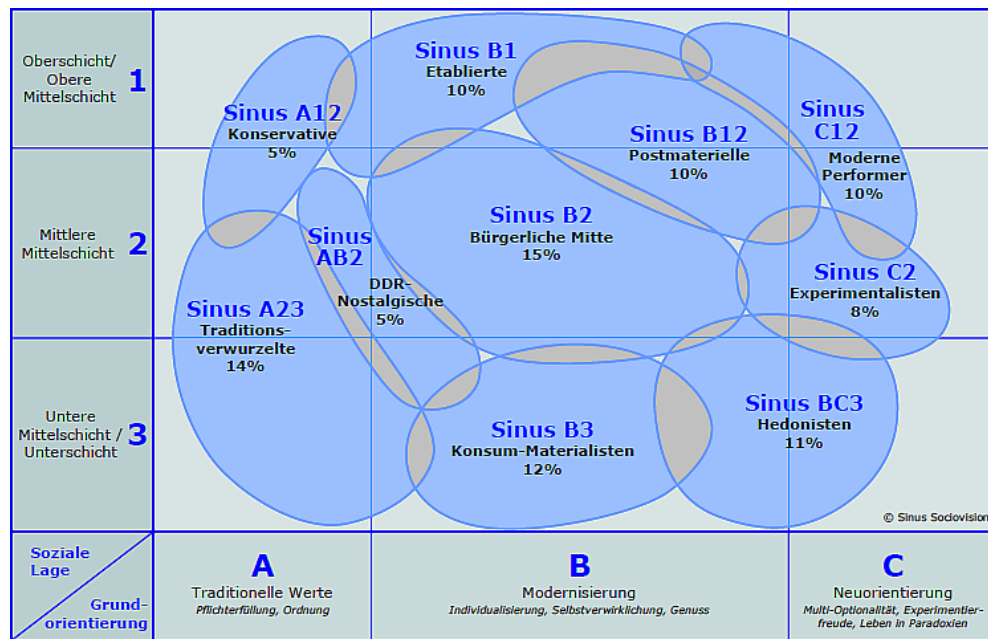 Oberschicht/
Obere
Mittelschicht
1
Sinus A12
Konservative
5%
Sinus B1
Etablierte
10%
Sinus B12
Postmaterielle
10%
Sinus
C12
Moderne
Performer
10%
Mittlere
Mittelschicht
2
Sinus A23
Traditions-
verwurzelte
14%
Sinus
AB2
DDR-
Nostalgische
5%
Sinus B2
Bürgerliche Mitte
15%
Sinus C2
Experimentalisten
8%
Untere
Mittelschicht /
Unterschicht
3
Sinus B3
Konsum-Materialisten
12%
Sinus BC3
Hedonisten
11%
© Sinus Sociovision
Soziale
Lage
Grund-
orientierung
A
Traditionelle Werte
Pflichterfüllung, Ordnung
B
Modernisierung
Individualisierung, Selbstverwirklichung, Genuss
C
Neuorientierung
Multi-Optionalität, Experimentier-
freude, Leben in Paradoxien